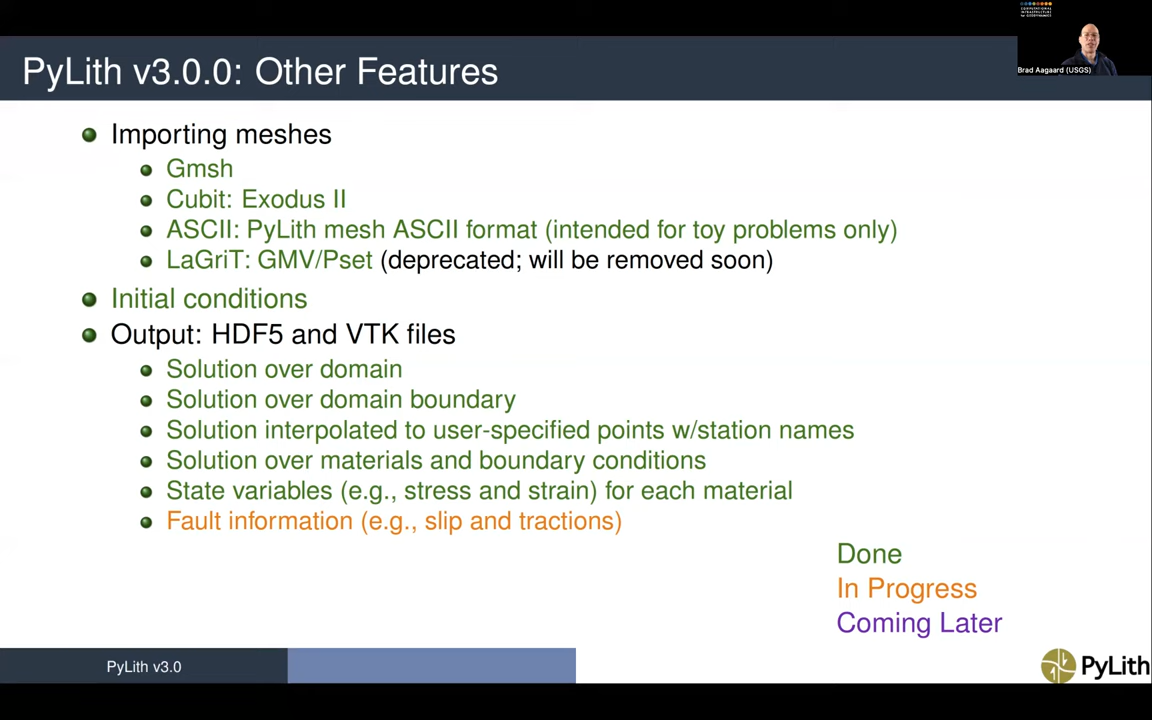 COMPUTATIONAL
INFRASTRUCTURE
for GEODYNAMICS
Brad Aagaard (USGS)
PyLith v3.0.0: Other Features
Importing meshes
Gmsh
Cubit: Exodus II
ASCII: PyLith mesh ASCII format (intended for toy problems only)
LaGriT: GMV/Pset (deprecated; will be removed soon)
Initial conditions
Output: HDF5 and VTK files
Solution over domain
Solution over domain boundary
Solution interpolated to user-specified points w/station names
Solution over materials and boundary conditions
State variables (e.g., stress and strain) for each material
Fault information (e.g., slip and tractions)
Done
In Progress
Coming Later
PyLith v3.0
PyLith